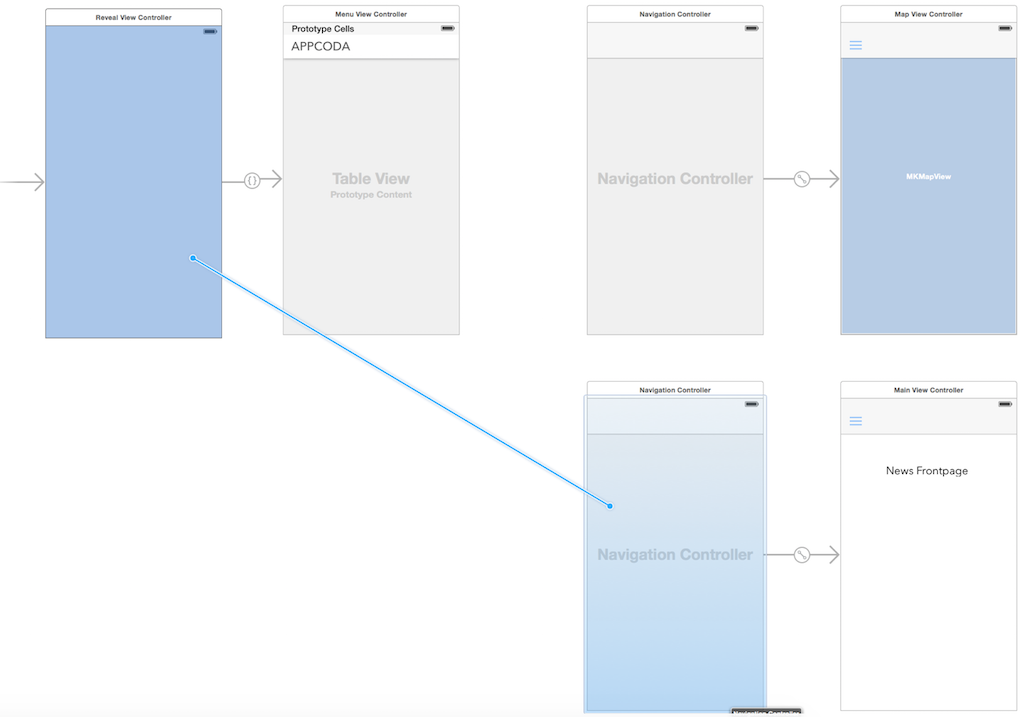 Reveal View Controller
Menu View Controller
Prototype Cells
APPCODA
Table View
Prototype Content
Navigation Controller
Navigation Controller
Map View Controller
MKMapView
Navigation Controller
Navigation Controller
Main View Controller
News Frontpage